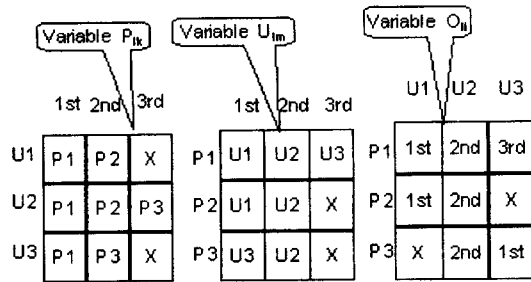 Variable P_lk
Variable U_lm
Variable O_li
1st 2nd 3rd
U1 P1 P2 X
U2 P1 P2 P3
U3 P1 P3 X
1st 2nd 3rd
P1 U1 U2 U3
P2 U1 U2 X
P3 U3 U2 X
U1 U2 U3
P1 1st 2nd 3rd
P2 1st 2nd X
P3 X 2nd 1st